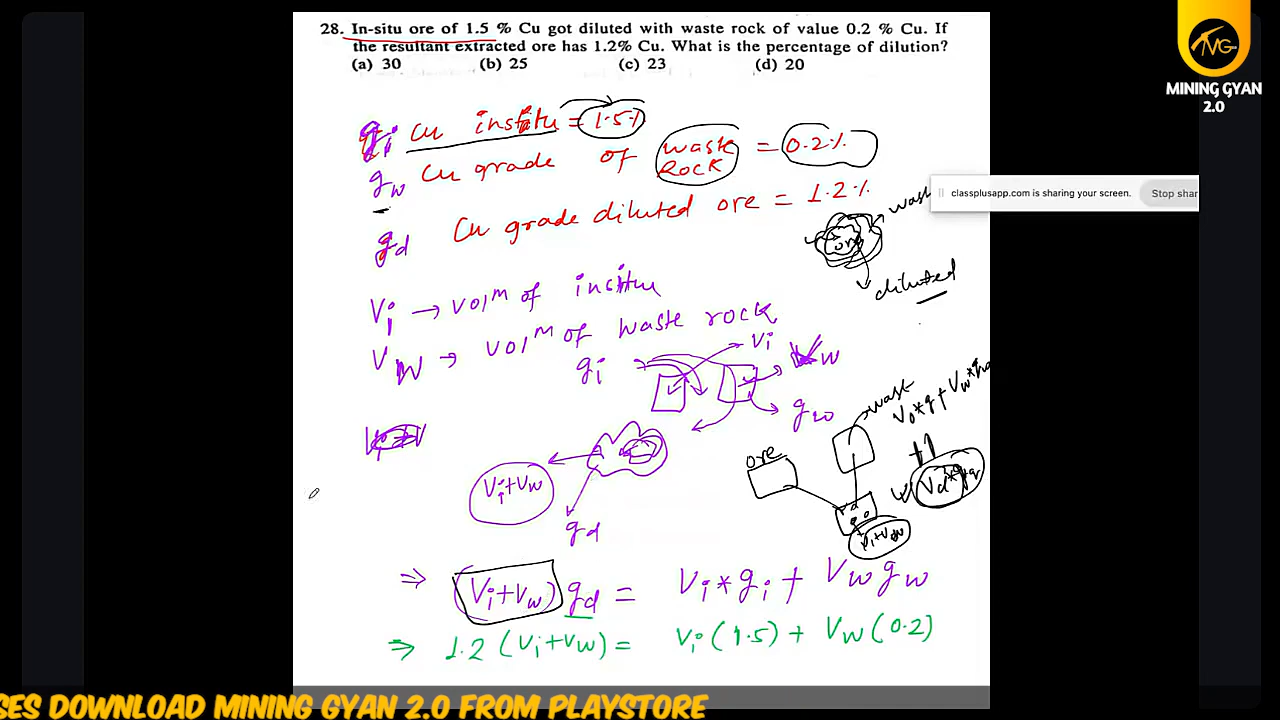 28. In-situ ore of 1.5 % Cu got diluted with waste rock of value 0.2 % Cu. If
the resultant extracted ore has 1.2% Cu. What is the percentage of dilution?
(a) 30 (b) 25 (c) 23 (d) 20
MINING GYAN
2.0
gi Cu insitu = 1.5%
gw Cu grade of waste Rock = 0.2%
gd Cu grade diluted ore = 1.2%
classplusapp.com is sharing your screen. Stop shar
wast
ore
diluted
Vi → volm of insitu
Vw → volm of waste rock
gi Vi
w
gw
wast
ore
Vi+Vw
gd
Vi+Vw
⇒ (Vi+Vw) gd = Vi*gi + Vw gw
⇒ 1.2 (Vi+Vw) = Vi (1.5) + Vw (0.2)
SES DOWNLOAD MINING GYAN 2.0 FROM PLAYSTORE